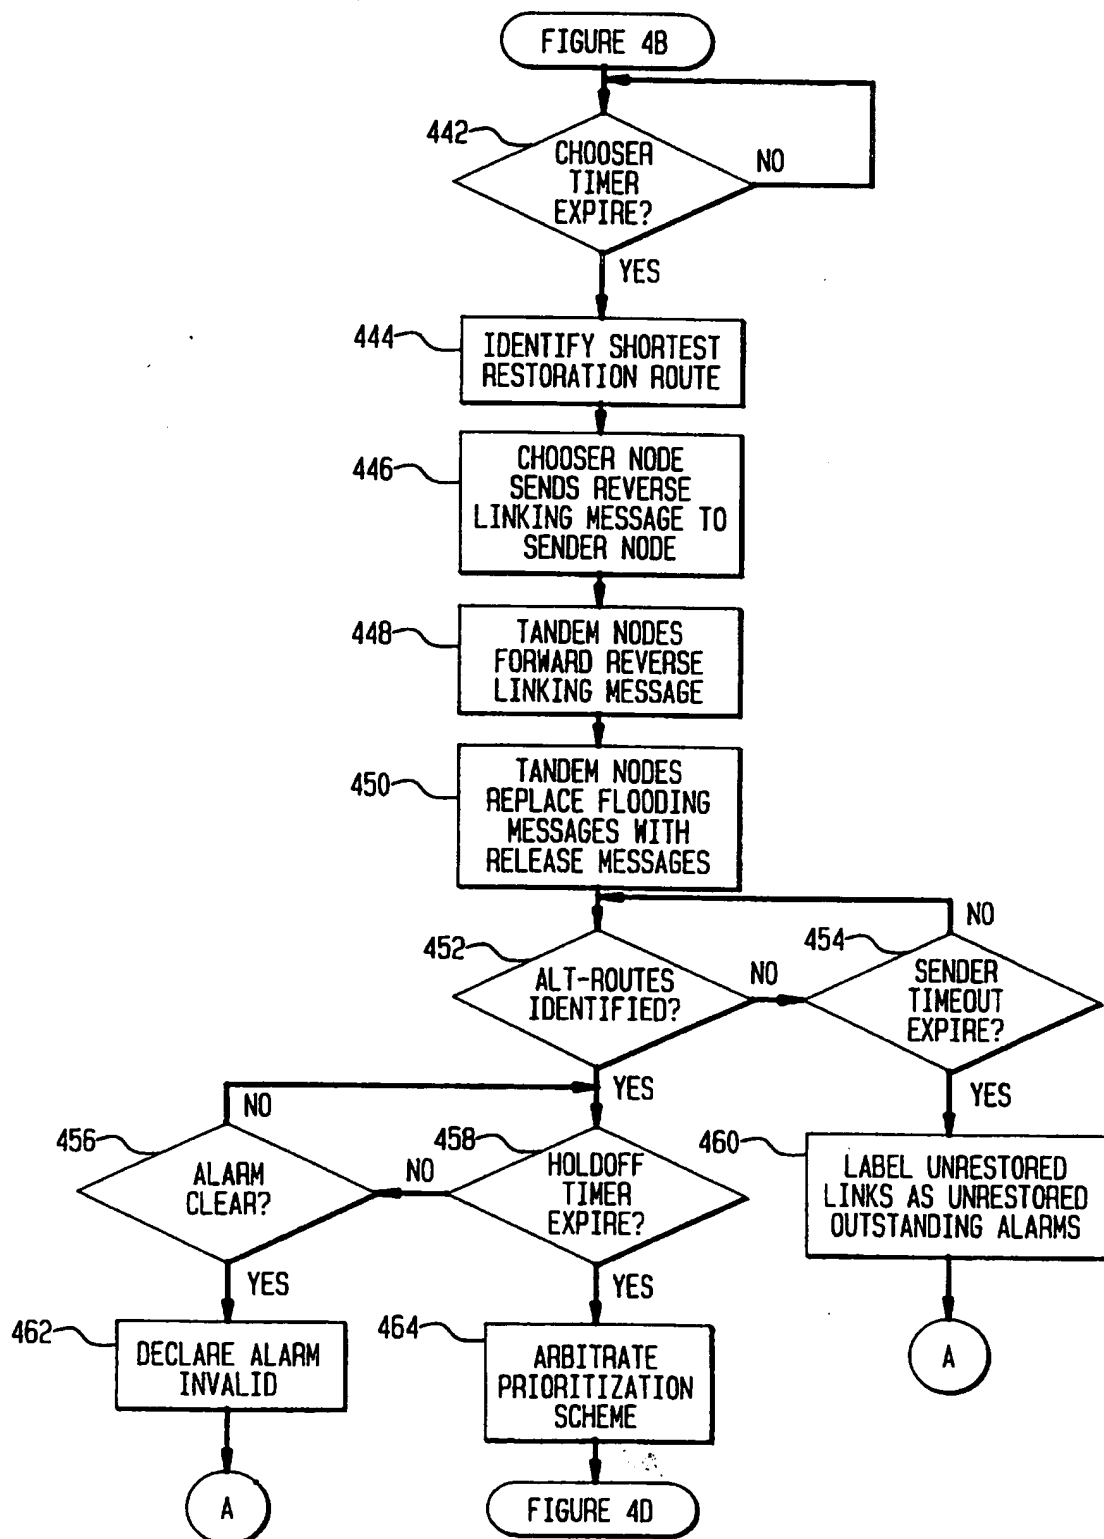 FIGURE 4B
442
CHOOSER
TIMER
EXPIRE?
NO
YES
444
IDENTIFY SHORTEST
RESTORATION ROUTE
446
CHOOSER NODE
SENDS REVERSE
LINKING MESSAGE TO
SENDER NODE
448
TANDEM NODES
FORWARD REVERSE
LINKING MESSAGE
450
TANDEM NODES
REPLACE FLOODING
MESSAGES WITH
RELEASE MESSAGES
452
ALT-ROUTES
IDENTIFIED?
NO
YES
454
SENDER
TIMEOUT
EXPIRE?
NO
YES
456
ALARM
CLEAR?
NO
YES
458
HOLDOFF
TIMER
EXPIRE?
NO
YES
460
LABEL UNRESTORED
LINKS AS UNRESTORED
OUTSTANDING ALARMS
A
462
DECLARE ALARM
INVALID
A
464
ARBITRATE
PRIORITIZATION
SCHEME
FIGURE 4D